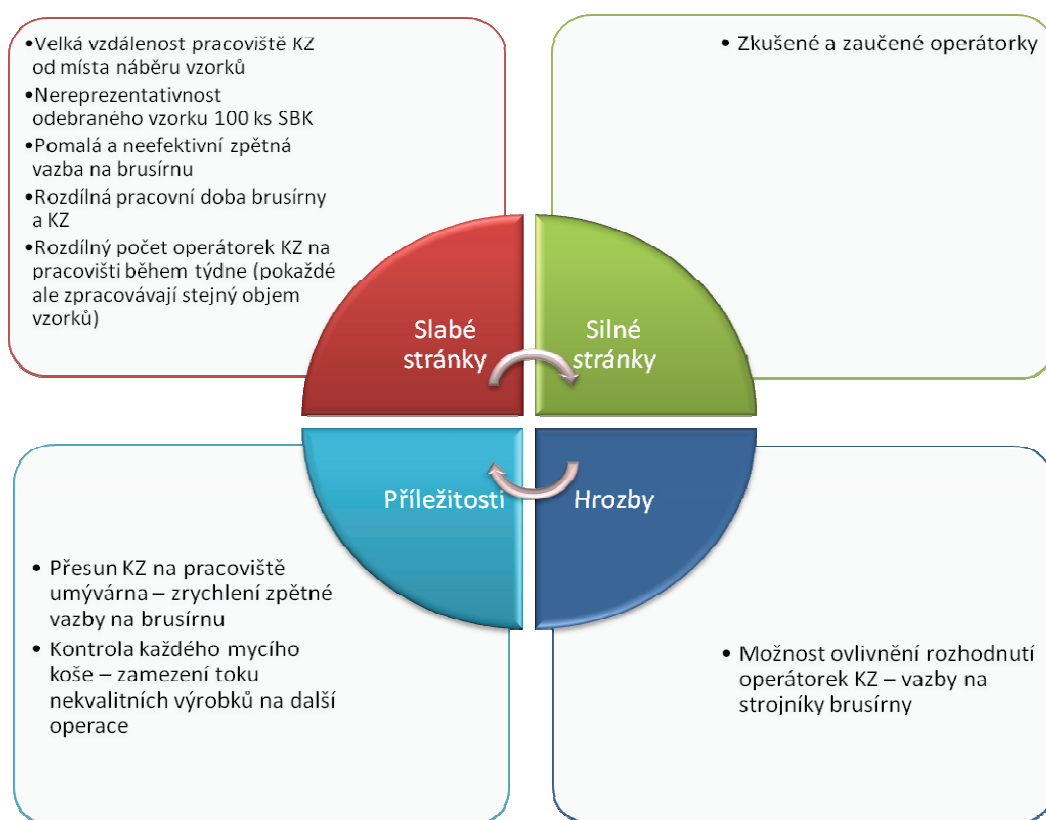 •Velká vzdálenost pracoviště KZ
od místa náběru vzorků
•Nereprezentativnost
odebraného vzorku 100 ks SBK
•Pomalá a neefektivní zpětná
vazba na brusírnu
•Rozdílná pracovní doba brusírny
a KZ
•Rozdílný počet operátorek KZ na
pracovišti během týdne (pokaždé
ale zpracovávají stejný objem
vzorků)
• Zkušené a zaučené operátorky
Slabé
stránky
Silné
stránky
Příležitosti
Hrozby
• Přesun KZ na pracoviště
umývárna – zrychlení zpětné
vazby na brusírnu
• Kontrola každého mycího
koše – zamezení toku
nekvalitních výrobků na další
operace
• Možnost ovlivnění rozhodnutí
operátorek KZ – vazby na
strojníky brusírny